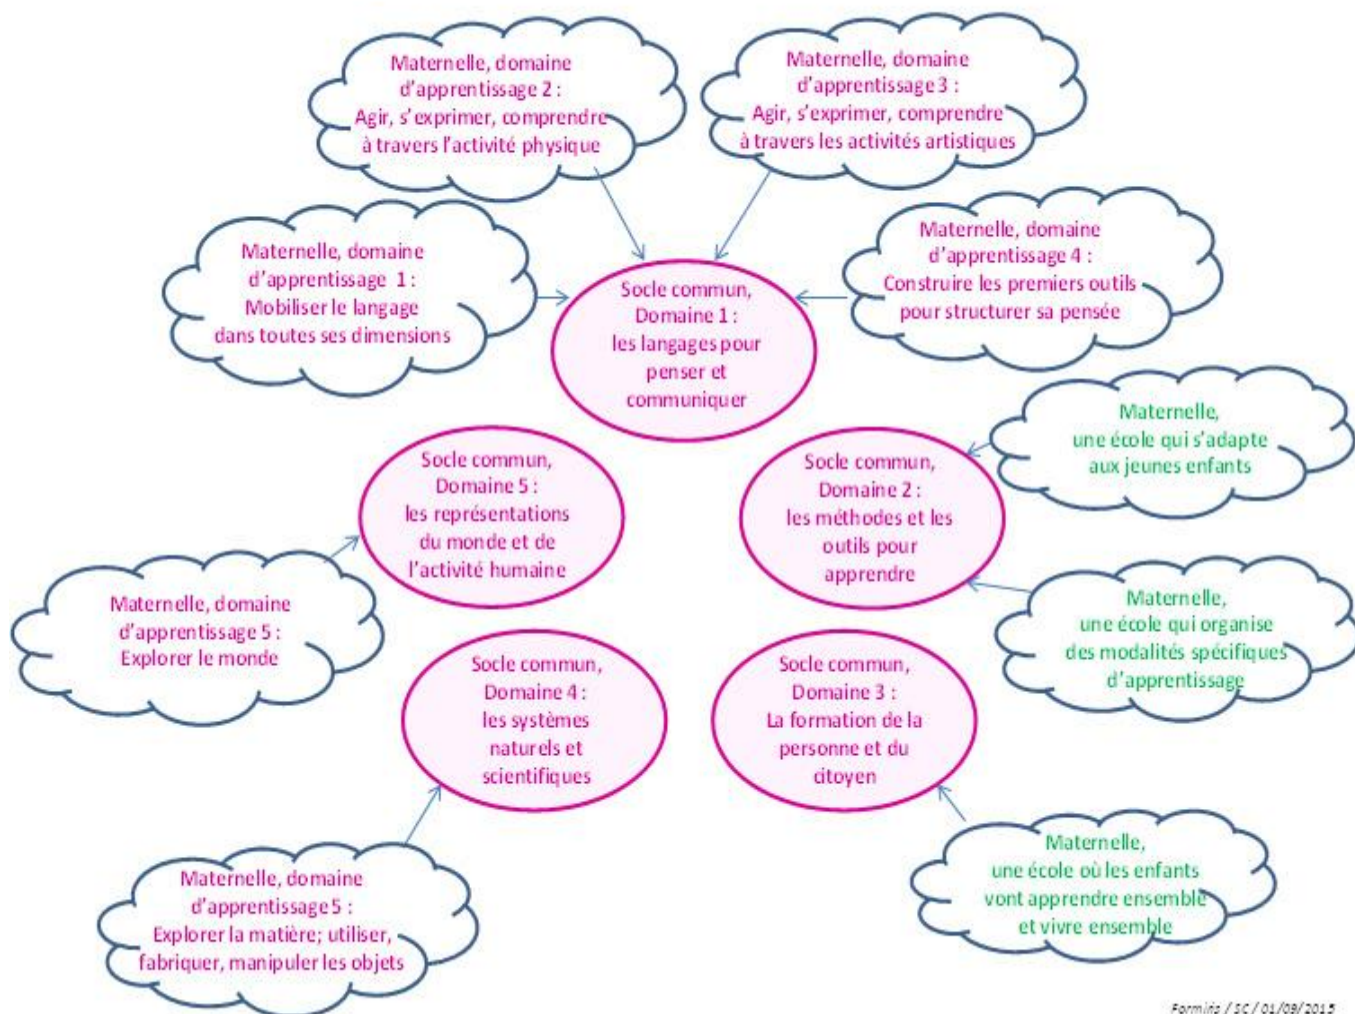 Maternelle, domaine
d'apprentissage 2 :
Agir, s'exprimer, comprendre
à travers l'activité physique
Maternelle, domaine
d'apprentissage 3 :
Agir, s'exprimer, comprendre
à travers les activités artistiques
Maternelle, domaine
d'apprentissage 1 :
Mobiliser le langage
dans toutes ses dimensions
Socle commun,
Domaine 1 :
les langages pour
penser et
communiquer
Maternelle, domaine
d'apprentissage 4 :
Construire les premiers outils
pour structurer sa pensée
Maternelle,
une école qui s'adapte
aux jeunes enfants
Socle commun,
Domaine 5 :
les représentations
du monde et de
l'activité humaine
Socle commun,
Domaine 2 :
les méthodes et les
outils pour
apprendre
Maternelle, domaine
d'apprentissage 5 :
Explorer le monde
Maternelle,
une école qui organise
des modalités spécifiques
d'apprentissage
Socle commun,
Domaine 4 :
les systèmes
naturels et
scientifiques
Socle commun,
Domaine 3 :
La formation de la
personne et du
citoyen
Maternelle, domaine
d'apprentissage 5 :
Explorer la matière; utiliser,
fabriquer, manipuler les objets
Maternelle,
une école où les enfants
vont apprendre ensemble
et vivre ensemble
Formiris / SC / 01/09/2015